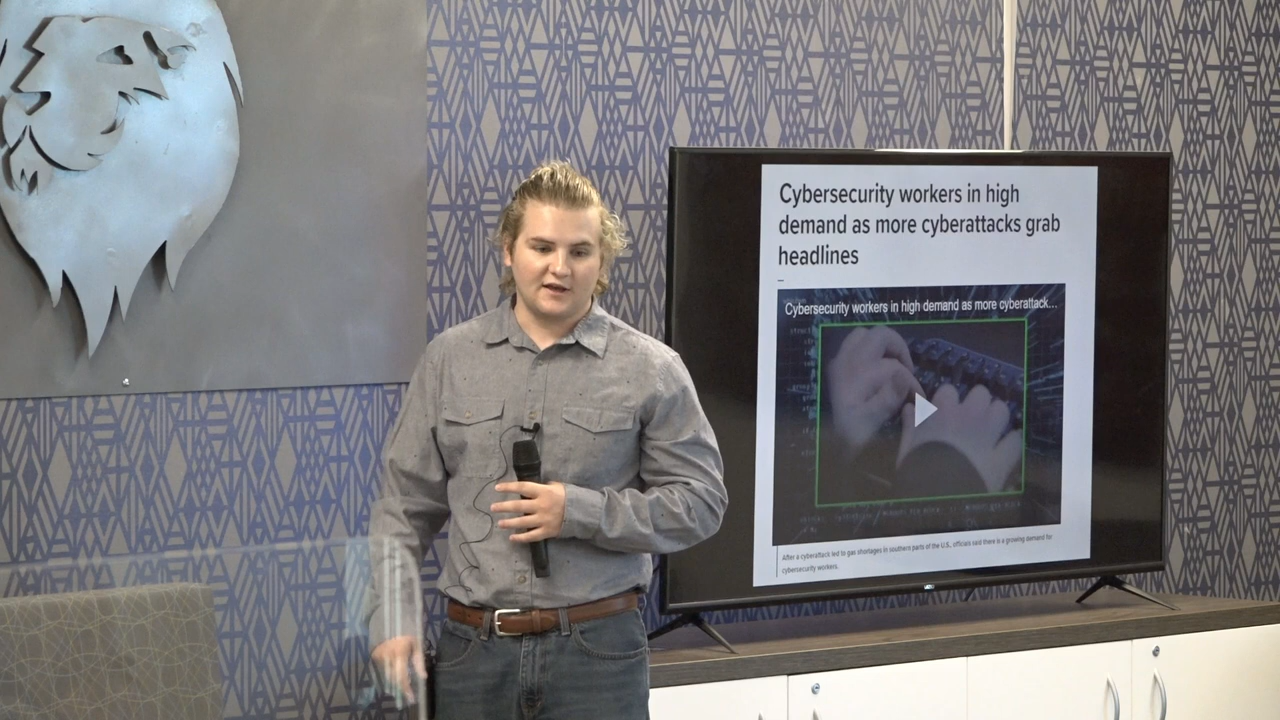 Cybersecurity workers in high
demand as more cyberattacks grab
headlines
Cybersecurity workers in high demand as more cyberattack...
After a cyberattack led to gas shortages in southern parts of the U.S., officials said there is a growing demand for
cybersecurity workers.